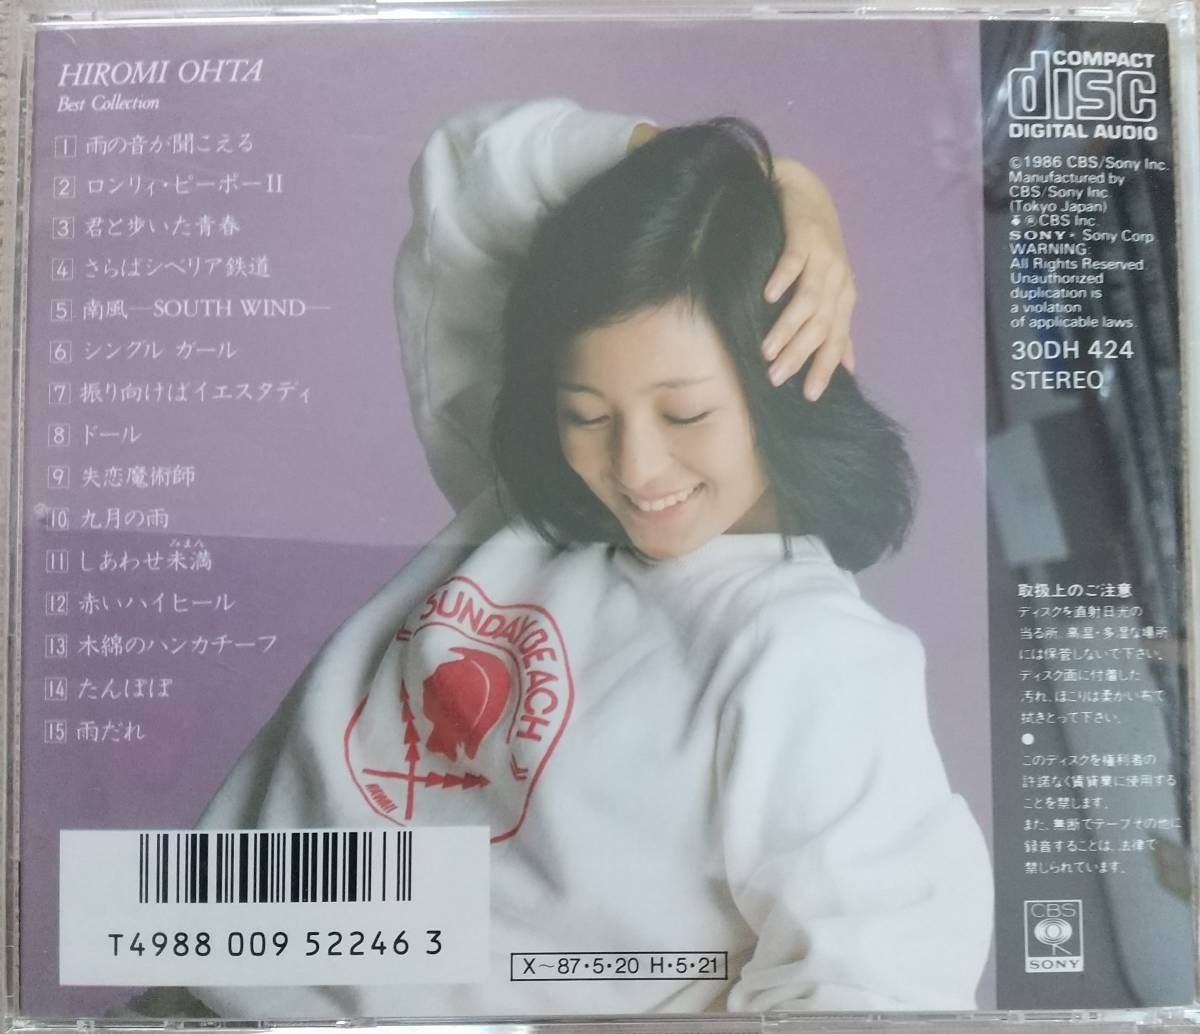 HIROMI OHTA
Best Collection
1 雨の音が聞こえる
2 ロンリィ・ピーポーII
3 君と歩いた青春
4 さらばシベリア鉄道
5 南風—SOUTH WIND—
6 シングル ガール
7 振り向けばイエスタディ
8 ドール
9 失恋魔術師
10 九月の雨
みまん
11 しあわせ未満
12 赤いハイヒール
13 木綿のハンカチーフ
14 たんぽぽ
15 雨だれ
"SUNDAY BEACH"
HAWAII
T4988 009 52246 3
X〜87・5・20 H・5・21
COMPACT
disc
DIGITAL AUDIO
©1986 CBS/Sony Inc.
Manufactured by
CBS/Sony Inc.
(Tokyo Japan)
℗CBS Inc.
SONY・Sony Corp
WARNING:
All Rights Reserved.
Unauthorized
duplication is
a violation
of applicable laws.
30DH 424
STEREO
取扱上のご注意
ディスクを直射日光の
当る所、高温・多湿な場所
には保管しないで下さい。
ディスク面に付着した
汚れ、ほこりは柔かい布で
拭きとって下さい。
●
このディスクを権利者の
許諾なく賃貸業に使用する
ことを禁じます。
また、無断でテープその他に
録音することは、法律で
禁じられています。
CBS
SONY